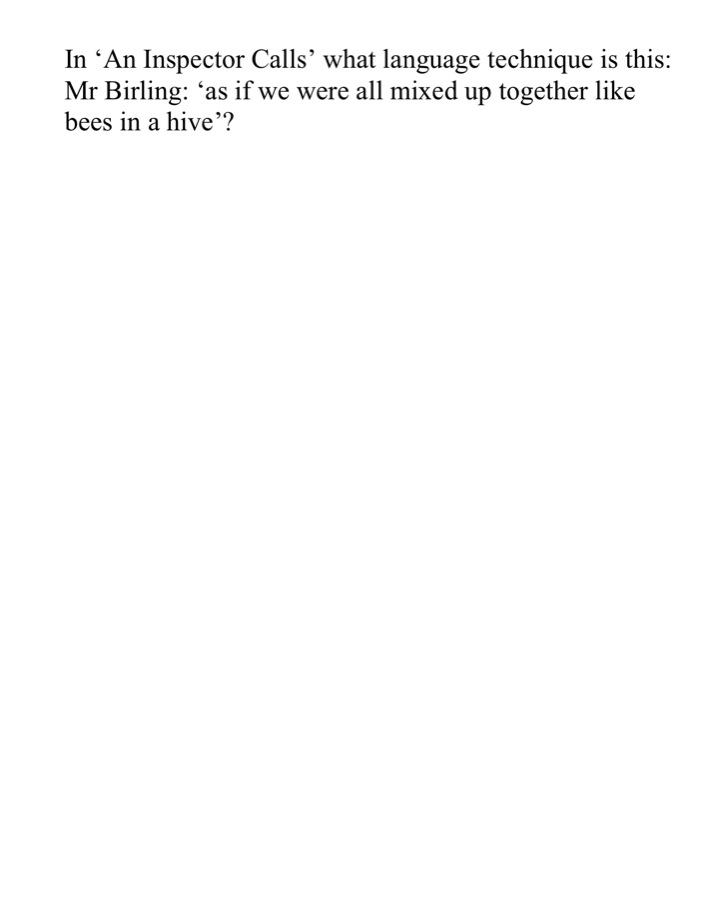 In ‘An Inspector Calls’ what language technique is this:
Mr Birling: ‘as if we were all mixed up together like
bees in a hive’?